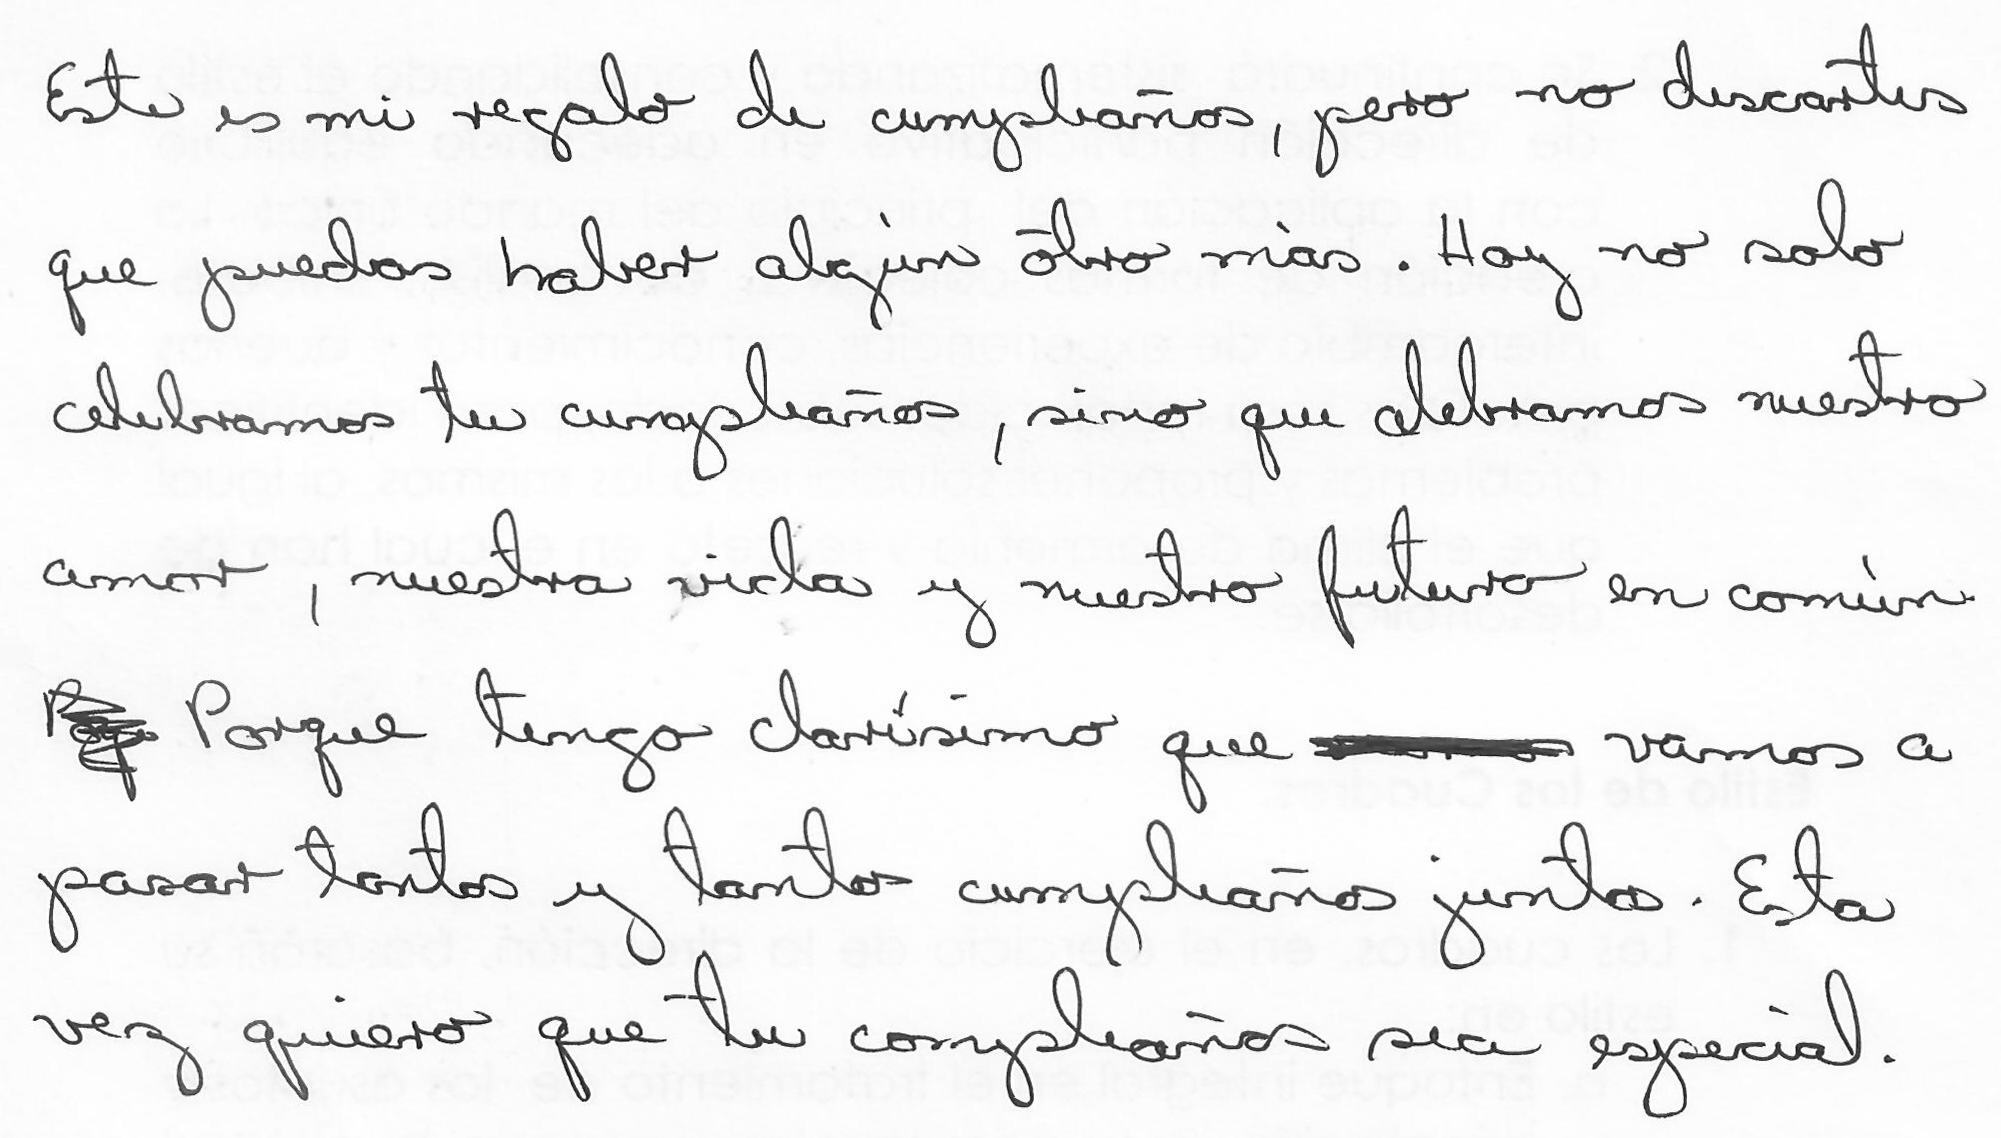 Este es mi regalo de cumpleaños, pero no descartes
que puedas haber algún otro más. Hoy no solo
celebramos tu cumpleaños, sino que celebramos nuestro
amor, nuestra vida y nuestro futuro en común.
Porque tengo clarísimo que vamos a
pasar tantos y tantos cumpleaños juntos. Esta
vez quiero que tu compleaños sea especial.